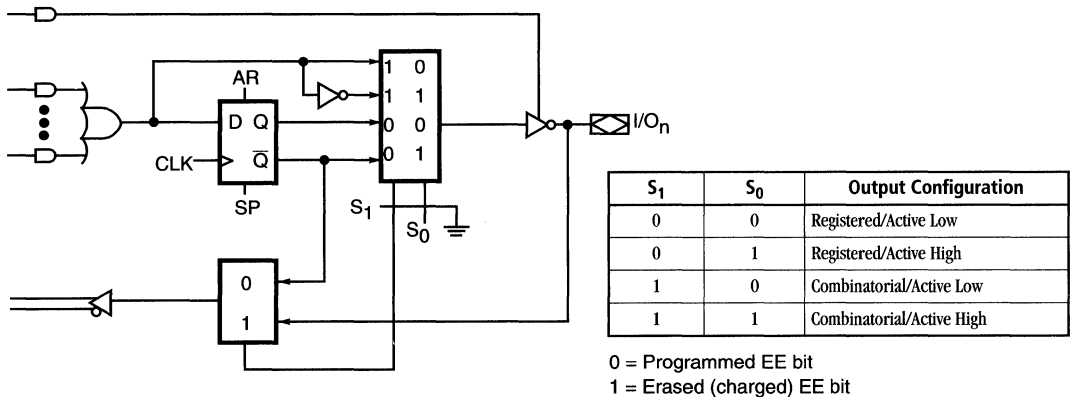 1 0
1 1
0 0
0 1
AR
D Q
Q̅
CLK
SP
S1
S0
I/On
0
1
S1 S0 Output Configuration
0 0 Registered/Active Low
0 1 Registered/Active High
1 0 Combinatorial/Active Low
1 1 Combinatorial/Active High
0 = Programmed EE bit
1 = Erased (charged) EE bit